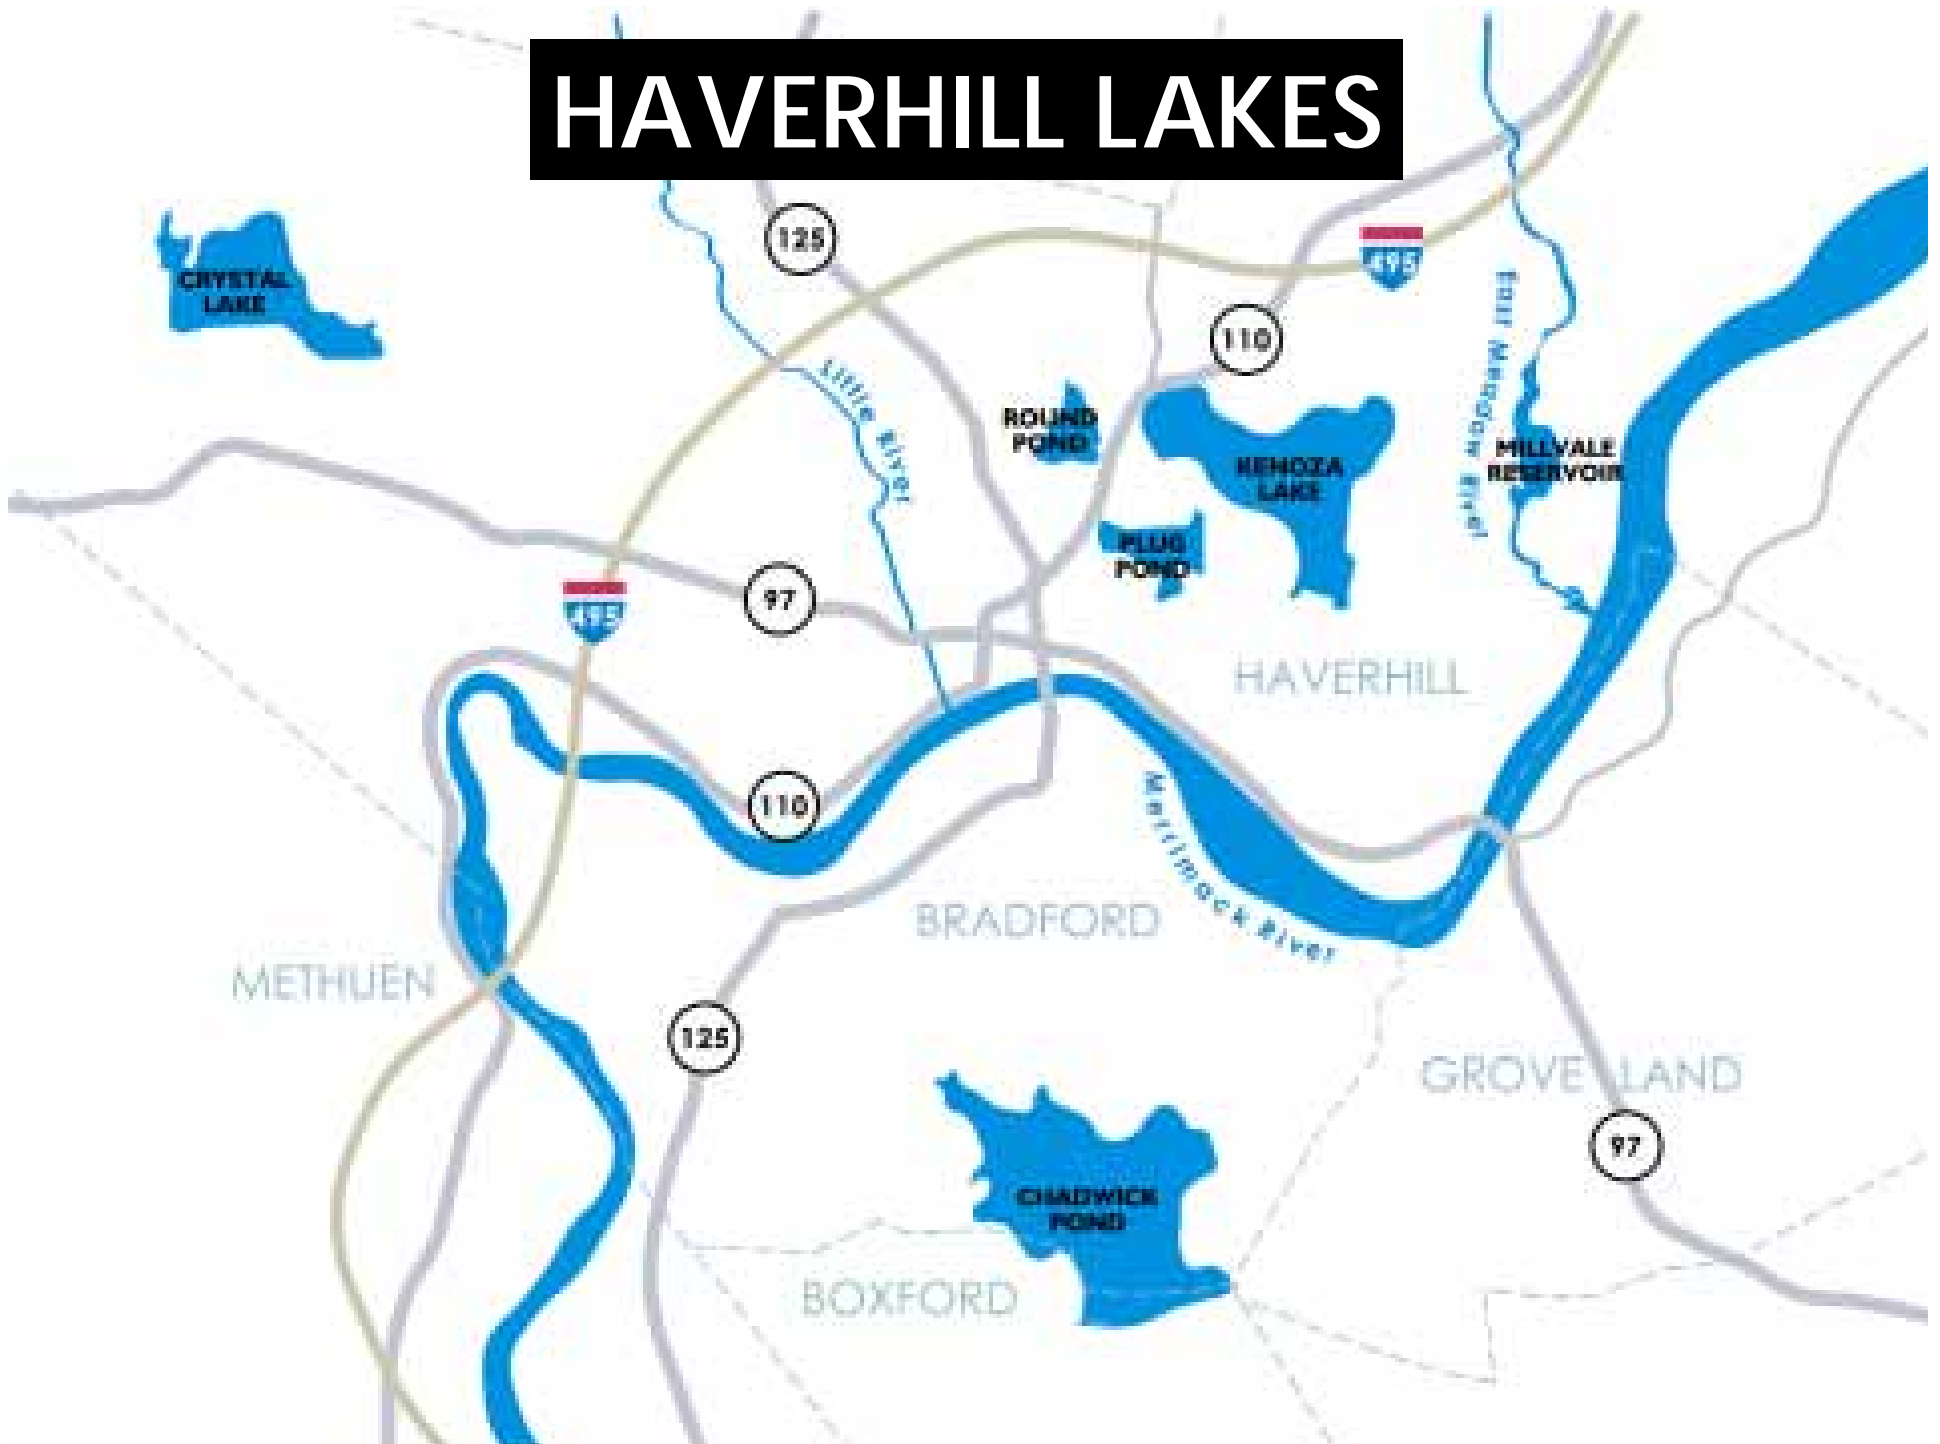 HAVERHILL LAKES
125
495
CRYSTAL
LAKE
110
Little River
East Meadow River
ROUND
POND
KENOZA
LAKE
MILLVALE
RESERVOIR
PLUG
POND
97
495
HAVERHILL
110
Merrimack River
BRADFORD
METHUEN
125
GROVELAND
97
CHADWICK
POND
BOXFORD